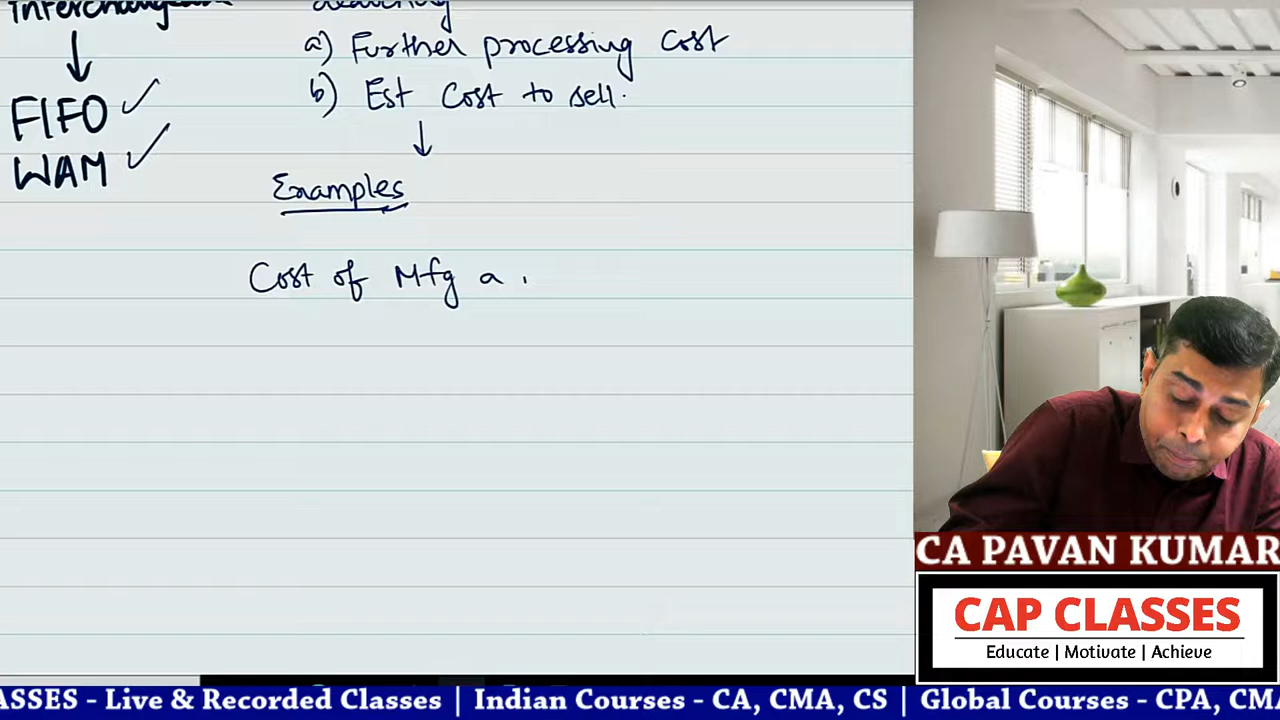 a) Further processing Cost
b) Est Cost to sell.
FIFO
WAM
Examples
Cost of Mfg a
CA PAVAN KUMAR
CAP CLASSES
Educate | Motivate | Achieve
ASSES - Live & Recorded Classes | Indian Courses - CA, CMA, CS | Global Courses - CPA, CMA